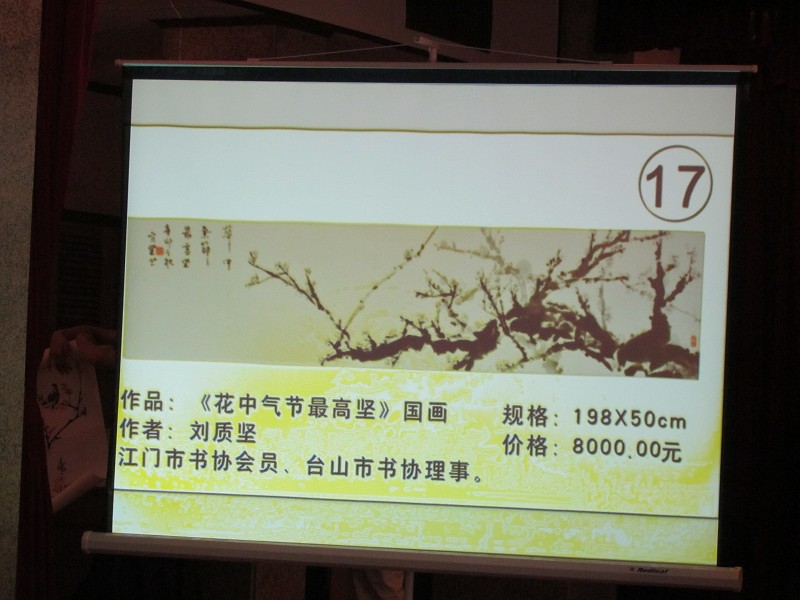 17
作品：《花中气节最高坚》国画
作者：刘质坚
江门市书协会员、台山市书协理事。
规格：198X50cm
价格：8000.00元
Redleaf